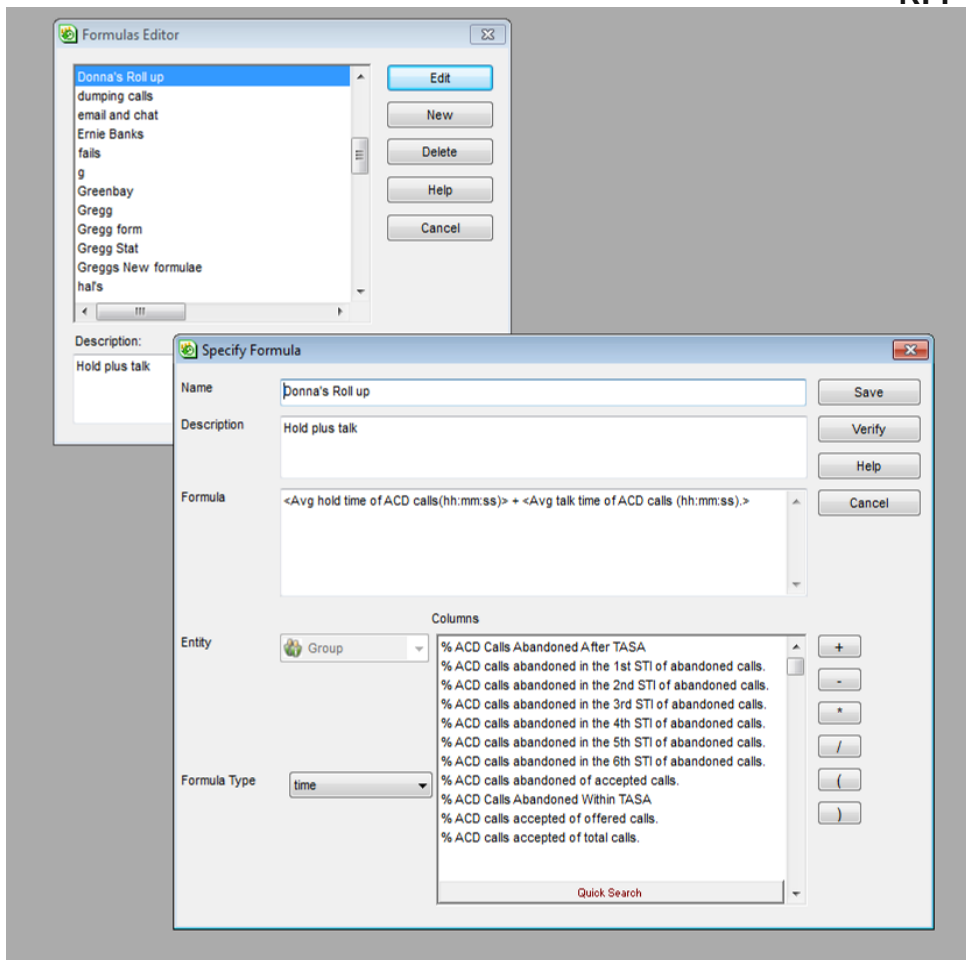 Formulas Editor
Donna's Roll up
dumping calls
email and chat
Ernie Banks
fails
g
Greenbay
Gregg
Gregg form
Gregg Stat
Greggs New formulae
hal's
Edit
New
Delete
Help
Cancel
Description:
Hold plus talk
Specify Formula
Name
Donna's Roll up
Description
Hold plus talk
Formula
<Avg hold time of ACD calls(hh:mm:ss)> + <Avg talk time of ACD calls (hh:mm:ss).>
Save
Verify
Help
Cancel
Columns
Entity
Group
% ACD Calls Abandoned After TASA
% ACD calls abandoned in the 1st STI of abandoned calls.
% ACD calls abandoned in the 2nd STI of abandoned calls.
% ACD calls abandoned in the 3rd STI of abandoned calls.
% ACD calls abandoned in the 4th STI of abandoned calls.
% ACD calls abandoned in the 5th STI of abandoned calls.
% ACD calls abandoned in the 6th STI of abandoned calls.
% ACD calls abandoned of accepted calls.
% ACD Calls Abandoned Within TASA
% ACD calls accepted of offered calls.
% ACD calls accepted of total calls.
Quick Search
Formula Type
time
+
-
*
/
(
)